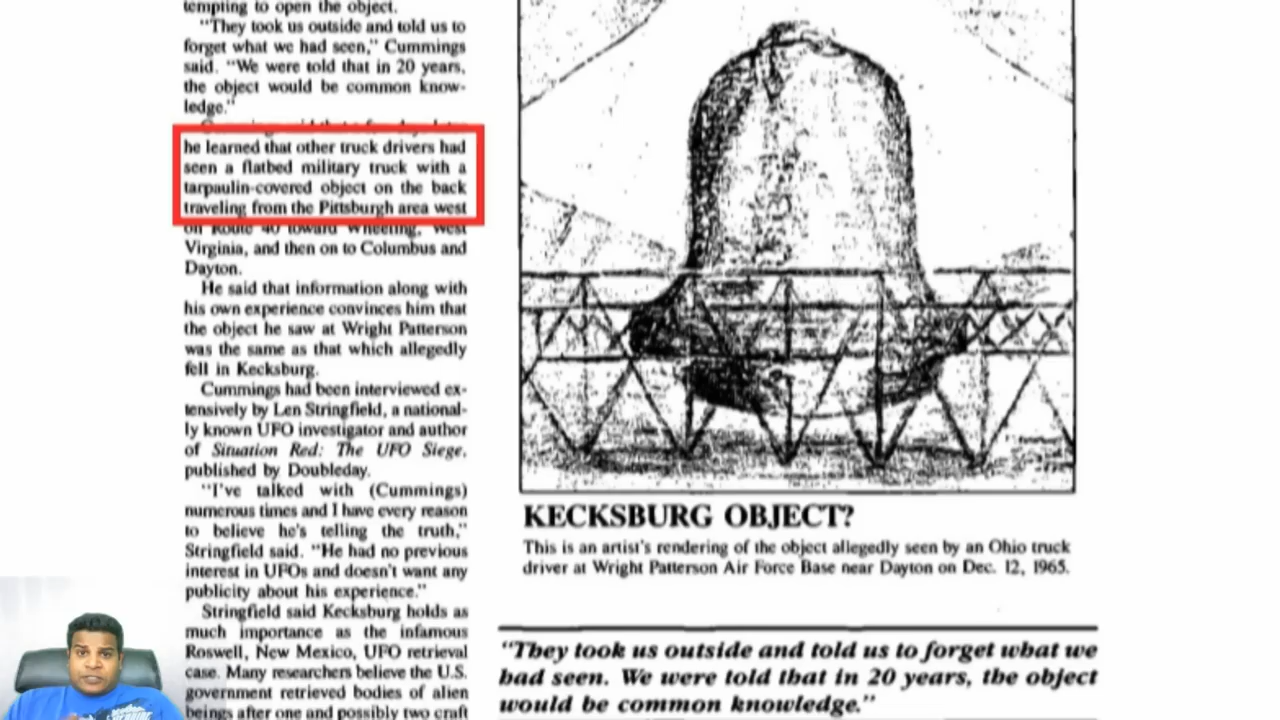 tempting to open the object.
"They took us outside and told us to
forget what we had seen," Cummings
said. "We were told that in 20 years,
the object would be common know-
ledge."
he learned that other truck drivers had
seen a flatbed military truck with a
tarpaulin-covered object on the back
traveling from the Pittsburgh area west
on Route 40 toward Wheeling, West
Virginia, and then on to Columbus and
Dayton.
He said that information along with
his own experience convinces him that
the object he saw at Wright Patterson
was the same as that which allegedly
fell in Kecksburg.
Cummings had been interviewed ex-
tensively by Len Stringfield, a national-
ly known UFO investigator and author
of Situation Red: The UFO Siege,
published by Doubleday.
"I've talked with (Cummings)
numerous times and I have every reason
to believe he's telling the truth,"
Stringfield said. "He had no previous
interest in UFOs and doesn't want any
publicity about his experience."
Stringfield said Kecksburg holds as
much importance as the infamous
Roswell, New Mexico, UFO retrieval
case. Many researchers believe the U.S.
government retrieved bodies of alien
beings after one and possibly two craft
KECKSBURG OBJECT?
This is an artist's rendering of the object allegedly seen by an Ohio truck
driver at Wright Patterson Air Force Base near Dayton on Dec. 12, 1965.
"They took us outside and told us to forget what we
had seen. We were told that in 20 years, the object
would be common knowledge."